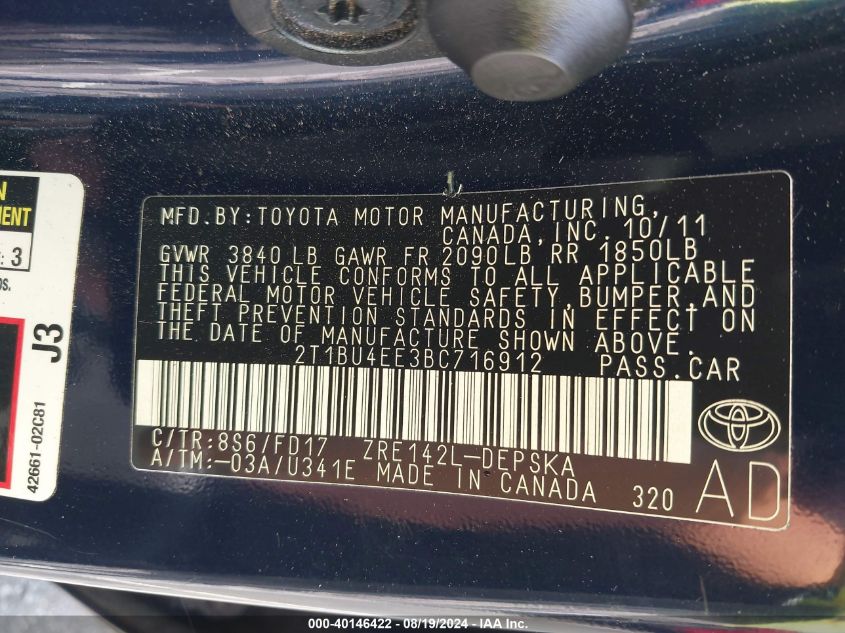 N
MENT
: 3
os.
J3
42661-02C81
MFD.BY:TOYOTA MOTOR MANUFACTURING,
CANADA, INC. 10/11
GVWR 3840 LB GAWR FR 2090LB RR 1850LB
THIS VEHICLE CONFORMS TO ALL APPLICABLE
FEDERAL MOTOR VEHICLE SAFETY,BUMPER,AND
THEFT PREVENTION STANDARDS IN EFFECT ON
THE DATE OF MANUFACTURE SHOWN ABOVE.
2T1BU4EE3BC716912 PASS.CAR
C/TR:8S6/FD17 ZRE142L-DEPSKA
A/TM:-03A/U341E MADE IN CANADA 320
AD
000-40146422 - 08/19/2024 - IAA Inc.